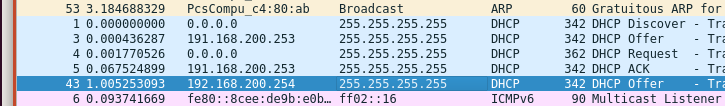 53 3.184688329 PcsCompu_c4:80:ab Broadcast ARP 60 Gratuitous ARP for
1 0.000000000 0.0.0.0 255.255.255.255 DHCP 342 DHCP Discover - Tra
3 0.000436287 191.168.200.253 255.255.255.255 DHCP 342 DHCP Offer - Tra
4 0.001770526 0.0.0.0 255.255.255.255 DHCP 362 DHCP Request - Tra
5 0.067524899 191.168.200.253 255.255.255.255 DHCP 342 DHCP ACK - Tra
43 1.005253093 192.168.200.254 255.255.255.255 DHCP 342 DHCP Offer - Tra
6 0.093741669 fe80::8cee:de9b:e0b… ff02::16 ICMPv6 90 Multicast Listener